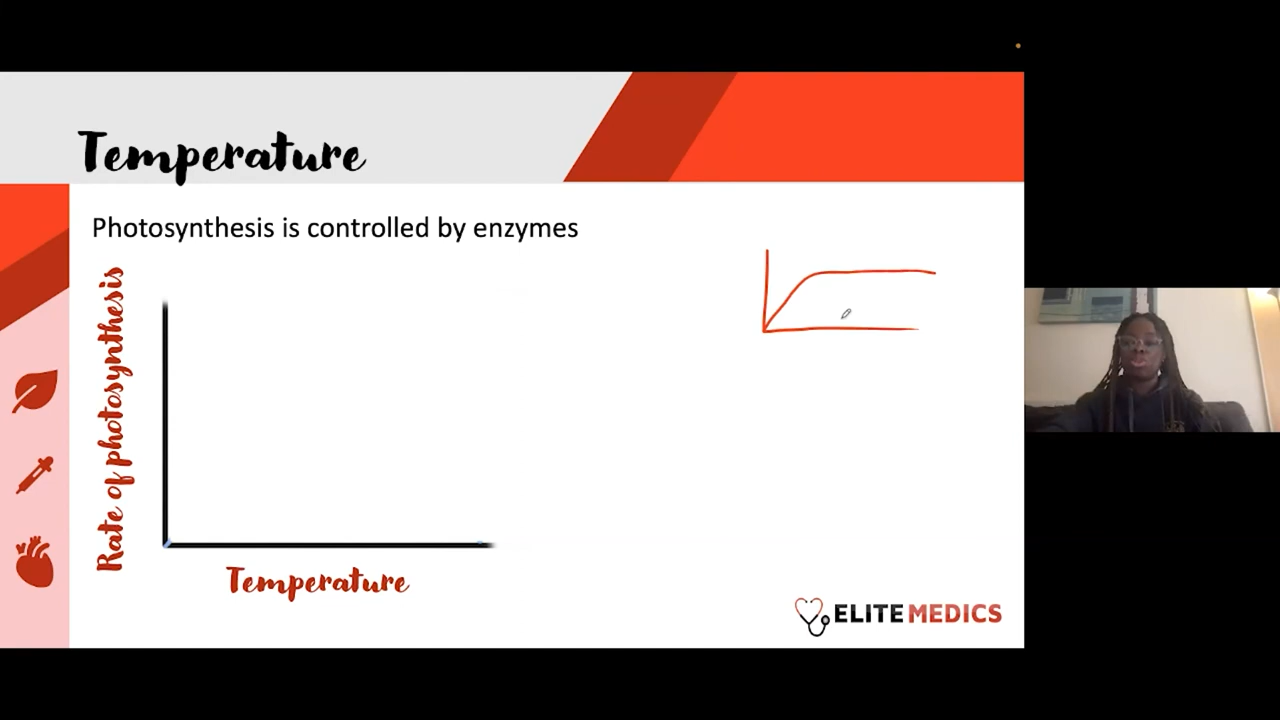 Temperature
Photosynthesis is controlled by enzymes
Rate of photosynthesis
Temperature
ELITE MEDICS